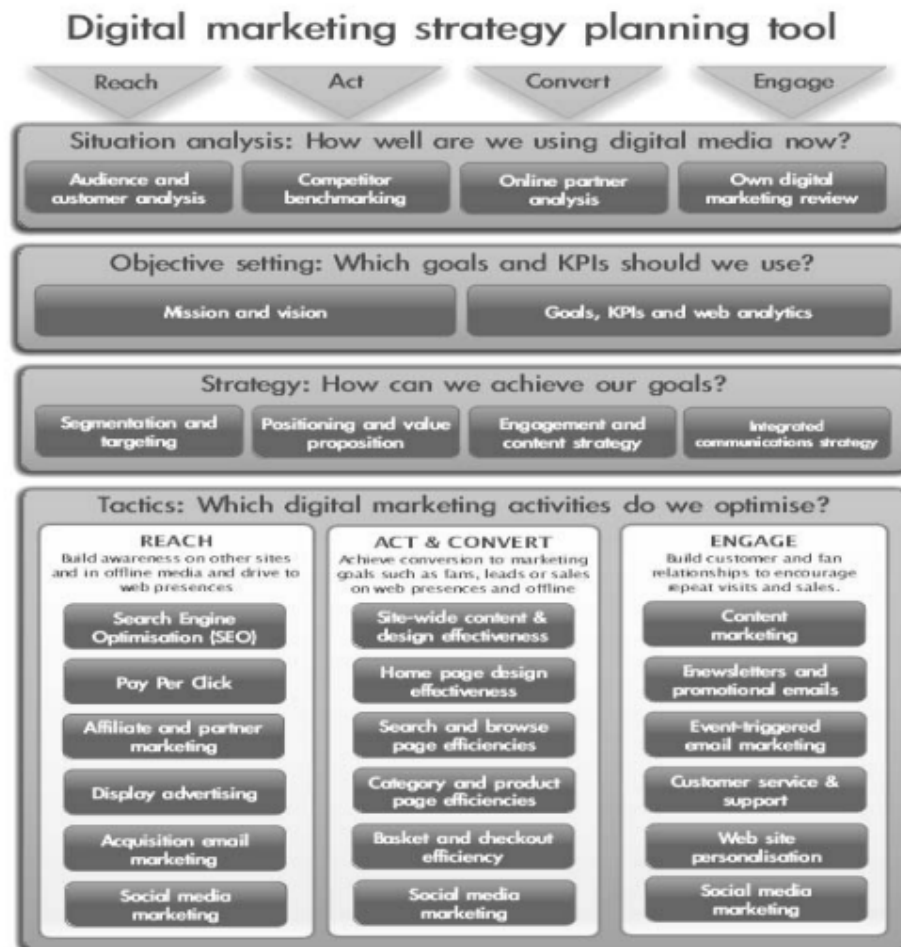 Digital marketing strategy planning tool
Reach
Act
Convert
Engage
Situation analysis: How well are we using digital media now?
Audience and
customer analysis
Competitor
benchmarking
Online partner
analysis
Own digital
marketing review
Objective setting: Which goals and KPIs should we use?
Mission and vision
Goals, KPIs and web analytics
Strategy: How can we achieve our goals?
Segmentation and
targeting
Positioning and value
proposition
Engagement and
content strategy
Integrated
communications strategy
Tactics: Which digital marketing activities do we optimise?
REACH
Build awareness on other sites
and in offline media and drive to
web presences
Search Engine
Optimisation (SEO)
Pay Per Click
Affiliate and partner
marketing
Display advertising
Acquisition email
marketing
Social media
marketing
ACT & CONVERT
Achieve conversion to marketing
goals such as fans, leads or sales
on web presences and offline
Site-wide content &
design effectiveness
Home page design
effectiveness
Search and browse
page efficiencies
Category and product
page efficiencies
Basket and checkout
efficiency
Social media
marketing
ENGAGE
Build customer and fan
relationships to encourage
repeat visits and sales.
Content
marketing
Enewsletters and
promotional emails
Event-triggered
email marketing
Customer service &
support
Web site
personalisation
Social media
marketing